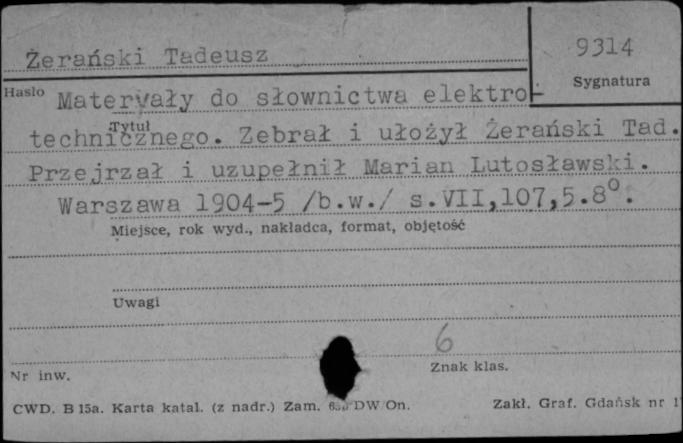 Żerański Tadeusz
9314
Hasło
Sygnatura
Materyały do słownictwa elektro-
Tytuł
technicznego. Zebrał i ułożył Żerański Tad.
Przejrzał i uzupełnił Marian Lutosławski.
Warszawa 1904-5 /b.w./ s.VII,107,5.8°.
Miejsce, rok wyd., nakładca, format, objętość
Uwagi
6
Nr inw.
Znak klas.
CWD. B 15a. Karta katal. (z nadr.) Zam. DW On.
Zakł. Graf. Gdańsk nr